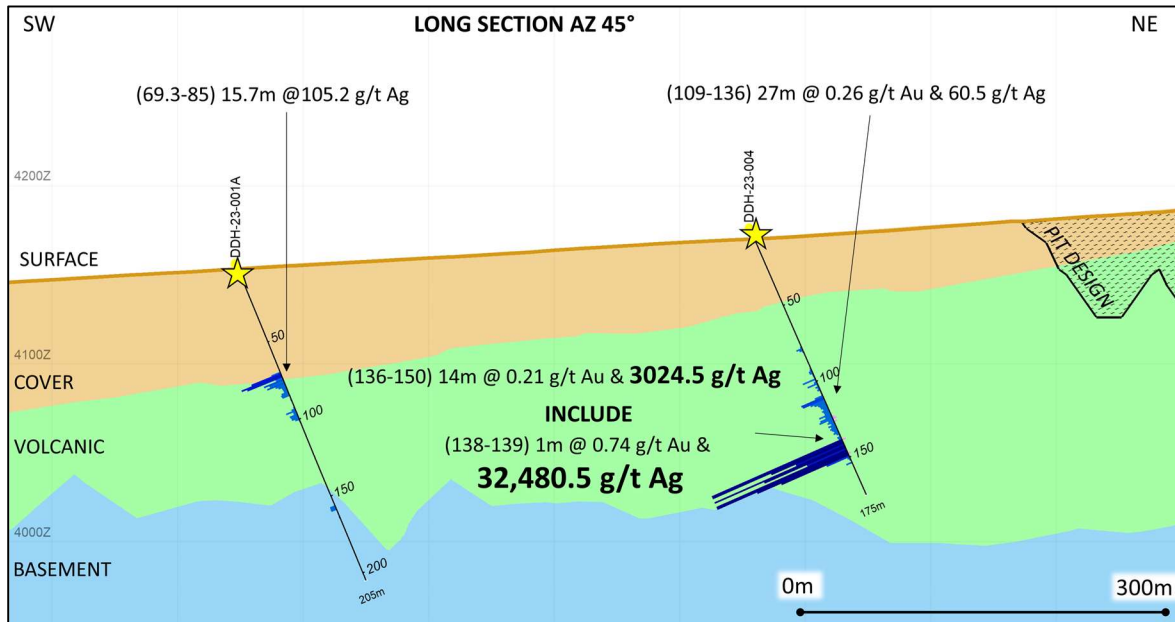 SW
LONG SECTION AZ 45°
NE
(69.3-85) 15.7m @105.2 g/t Ag
(109-136) 27m @ 0.26 g/t Au & 60.5 g/t Ag
4200Z
DDH-23-001A
DDH-23-004
SURFACE
PIT DESIGN
50
50
4100Z
COVER
(136-150) 14m @ 0.21 g/t Au & 3024.5 g/t Ag
100
100
INCLUDE
VOLCANIC
(138-139) 1m @ 0.74 g/t Au &
150
32,480.5 g/t Ag
150
175m
4000Z
BASEMENT
200
205m
0m
300m